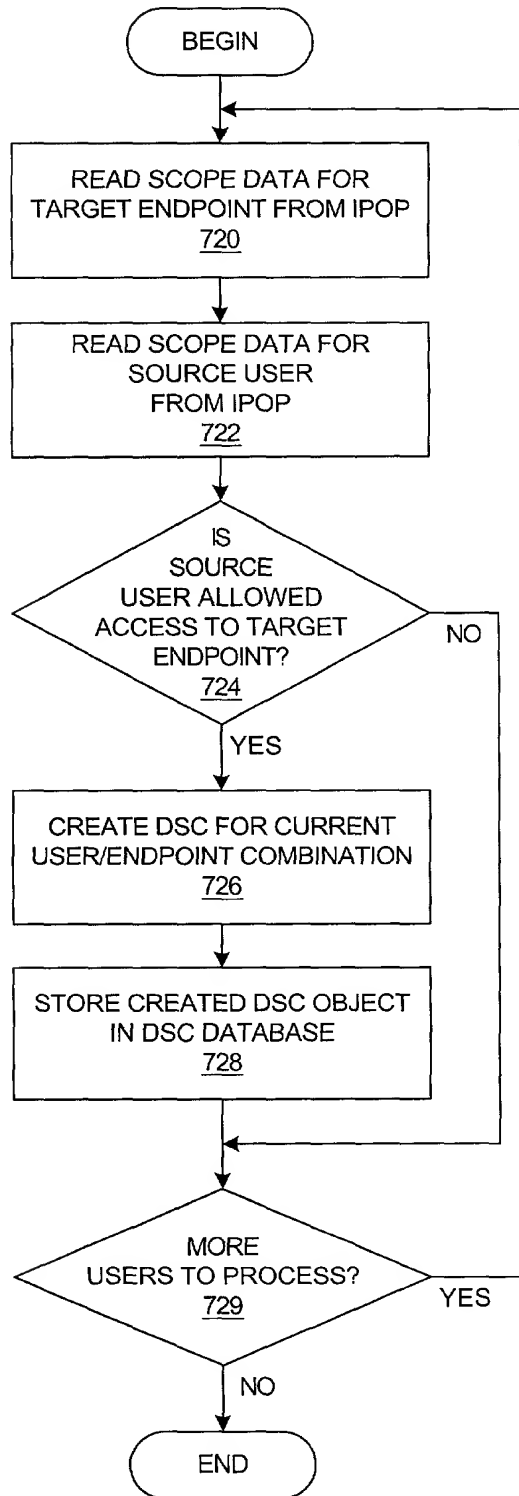 BEGIN
READ SCOPE DATA FOR
TARGET ENDPOINT FROM IPOP
720
READ SCOPE DATA FOR
SOURCE USER
FROM IPOP
722
IS
SOURCE
USER ALLOWED
ACCESS TO TARGET
ENDPOINT?
724
NO
YES
CREATE DSC FOR CURRENT
USER/ENDPOINT COMBINATION
726
STORE CREATED DSC OBJECT
IN DSC DATABASE
728
MORE
USERS TO PROCESS?
729
YES
NO
END